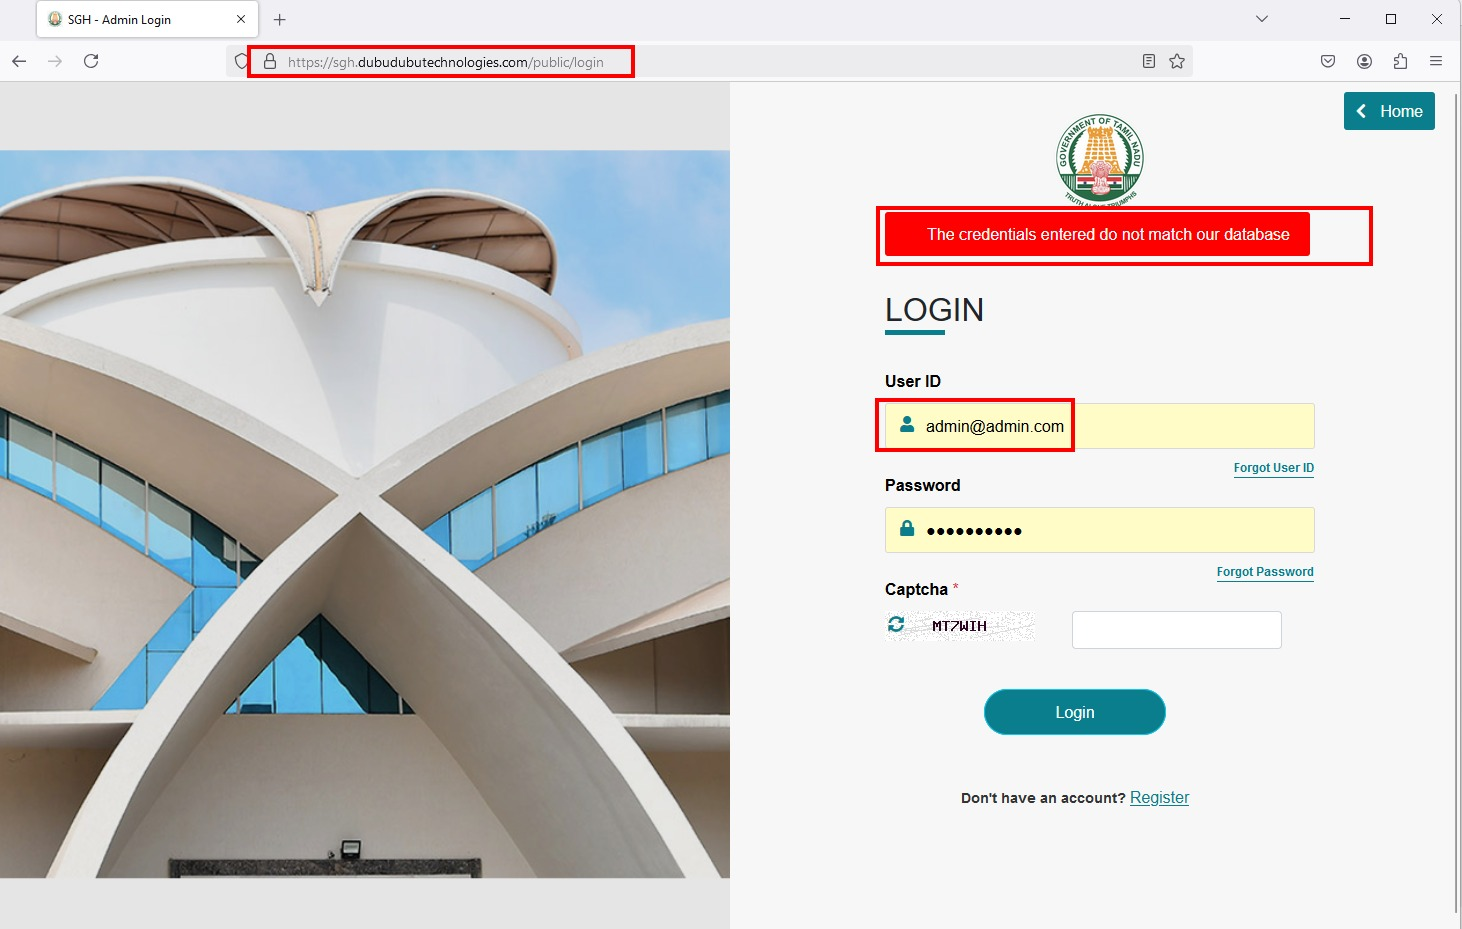 SGH - Admin Login
https://sgh.dubudubutechnologies.com/public/login
Home
GOVERNMENT OF TAMIL NADU
TRUTH ALONE TRIUMPHS
The credentials entered do not match our database
LOGIN
User ID
admin@admin.com
Forgot User ID
Password
Forgot Password
Captcha *
MT7WIH
Login
Don't have an account? Register